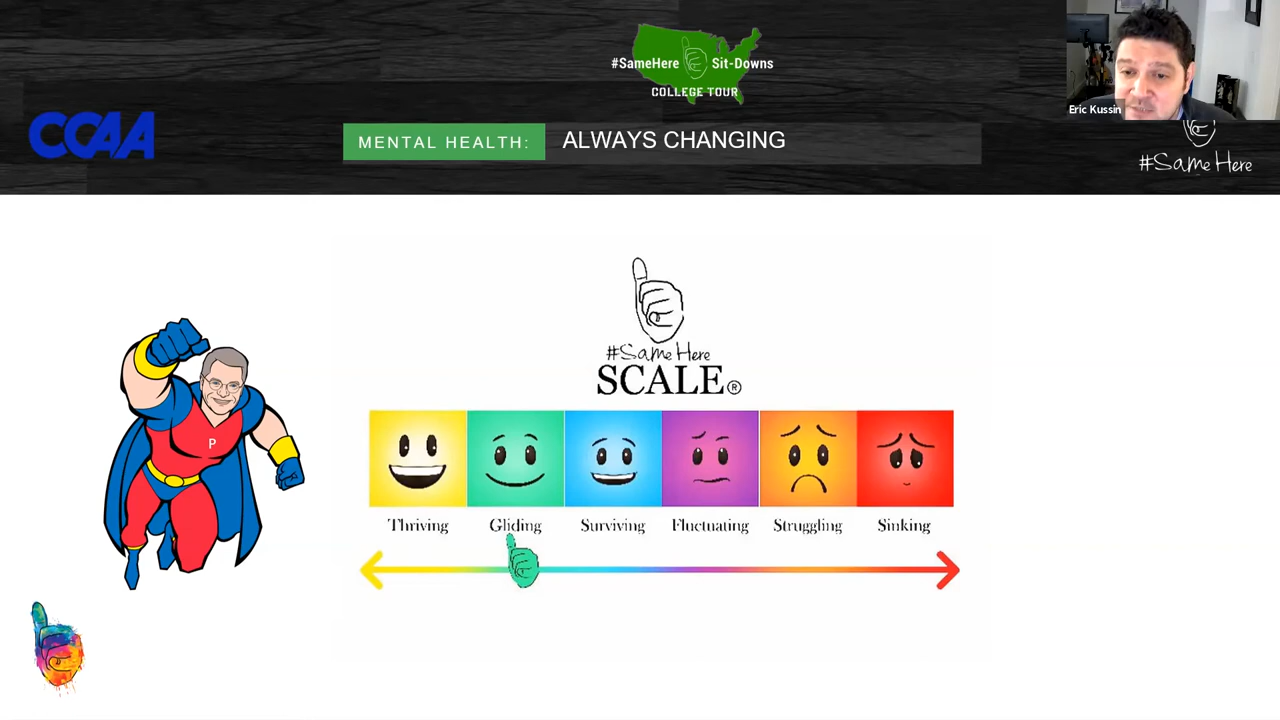 #SameHere Sit-Downs
COLLEGE TOUR
Eric Kussin
CCAA
MENTAL HEALTH: ALWAYS CHANGING
#SameHere
#SameHere
SCALE®
P
Thriving Gliding Surviving Fluctuating Struggling Sinking